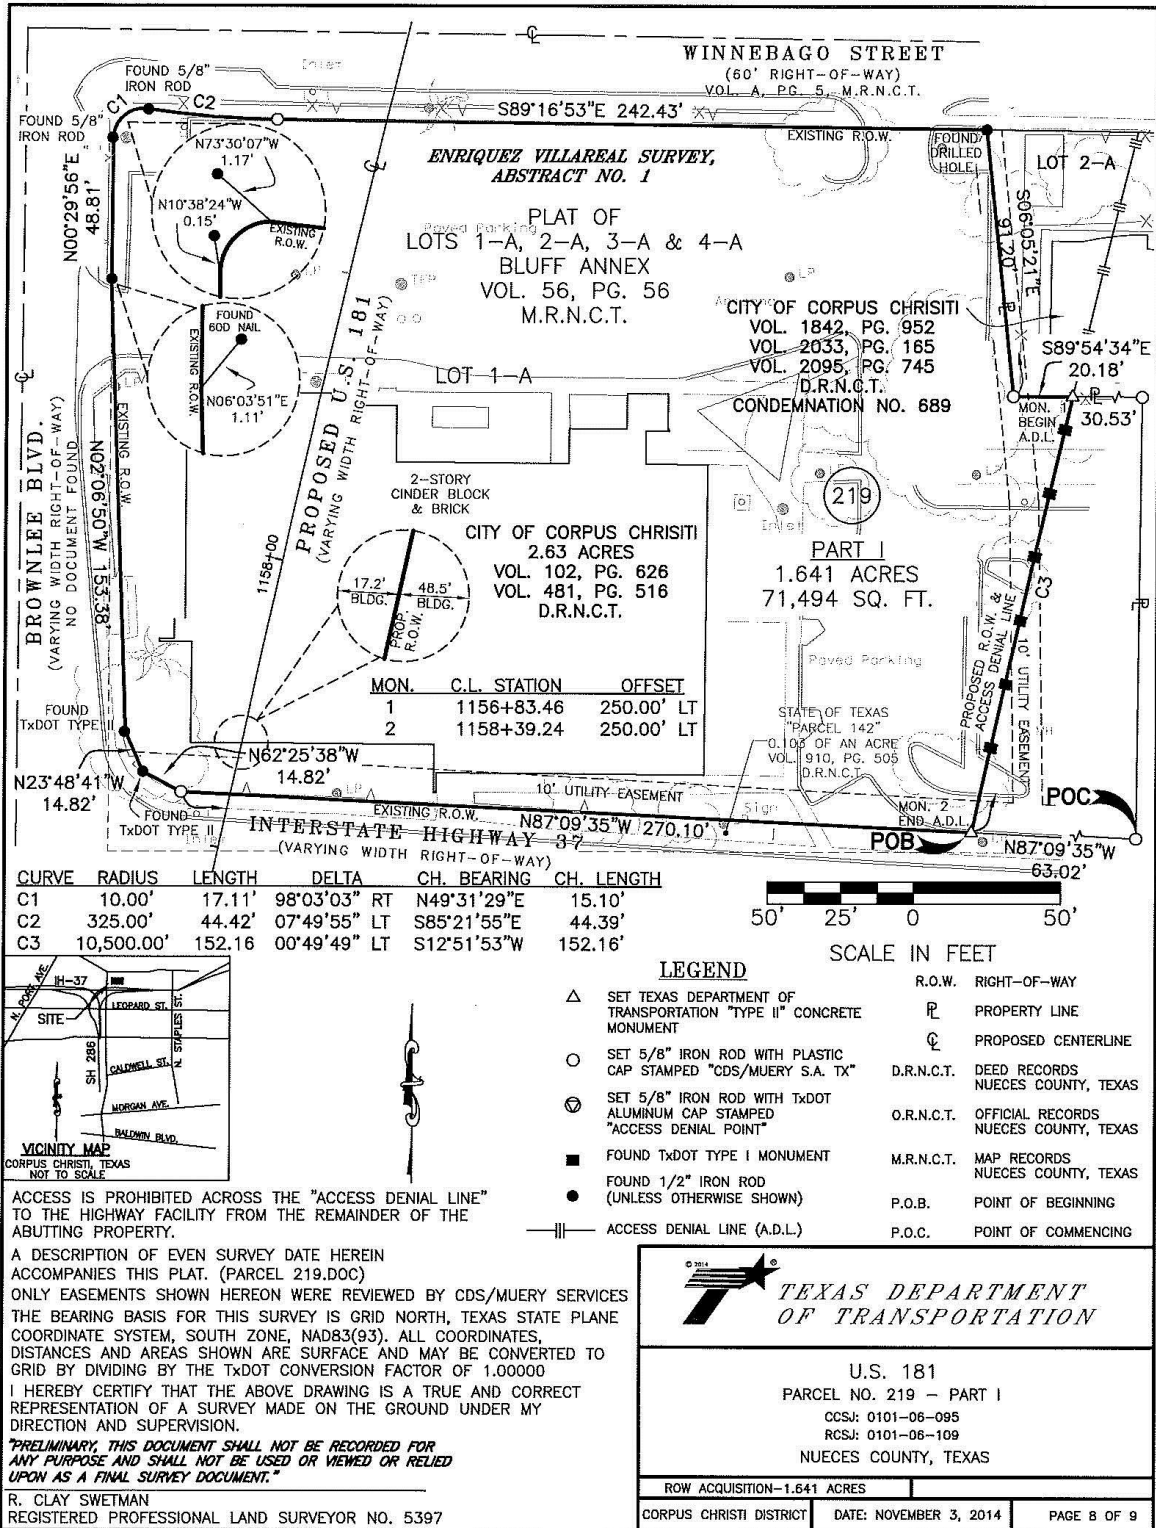 WINNEBAGO STREET
(60' RIGHT-OF-WAY)
VOL. A, PG. 5, M.R.N.C.T.
FOUND 5/8"
IRON ROD
Inlet
C1
C2
S89°16'53"E 242.43'
FOUND 5/8"
IRON ROD
EXISTING R.O.W.
FOUND
DRILLED
HOLE
LOT 2-A
N73°30'07"W
1.17'
N10°38'24"W
0.15'
EXISTING
R.O.W.
ENRIQUEZ VILLAREAL SURVEY,
ABSTRACT NO. 1
N00°29'56"E
48.81'
S06°05'21"E
91.20'
PLAT OF
Paved Parking
LOTS 1-A, 2-A, 3-A & 4-A
BLUFF ANNEX
VOL. 56, PG. 56
M.R.N.C.T.
LP
TFP
LP
FOUND
60D NAIL
EXISTING R.O.W.
N06°03'51"E
1.11'
CITY OF CORPUS CHRISITI
VOL. 1842, PG. 952
VOL. 2033, PG. 165
VOL. 2095, PG. 745
D.R.N.C.T.
CONDEMNATION NO. 689
S89°54'34"E
20.18'
LOT 1-A
MON. 1
BEGIN
A.D.L.
30.53'
BROWNLEE BLVD.
(VARYING WIDTH RIGHT-OF-WAY)
NO DOCUMENT FOUND
EXISTING R.O.W.
N02°06'50"W 153.38'
PROPOSED U.S. 181
(VARYING WIDTH RIGHT-OF-WAY)
1158+00
2-STORY
CINDER BLOCK
& BRICK
219
Inlet
CITY OF CORPUS CHRISITI
2.63 ACRES
VOL. 102, PG. 626
VOL. 481, PG. 516
D.R.N.C.T.
PART I
1.641 ACRES
71,494 SQ. FT.
17.2'
BLDG.
48.5'
BLDG.
PROP.
R.O.W.
C3
PROPOSED R.O.W. &
ACCESS DENIAL LINE
10' UTILITY EASEMENT
Paved Parking
MON. C.L. STATION OFFSET
1 1156+83.46 250.00' LT
2 1158+39.24 250.00' LT
STATE OF TEXAS
"PARCEL 142"
0.103 OF AN ACRE
VOL. 910, PG. 505
D.R.N.C.T.
FOUND
TxDOT TYPE II
N62°25'38"W
14.82'
N23°48'41"W
14.82'
LP
10' UTILITY EASEMENT
Sign
MON. 2
END A.D.L.
POC
EXISTING R.O.W.
FOUND
TxDOT TYPE II
Inlet
N87°09'35"W 270.10'
INTERSTATE HIGHWAY 37
(VARYING WIDTH RIGHT-OF-WAY)
POB
N87°09'35"W
63.02'
CURVE RADIUS LENGTH DELTA CH. BEARING CH. LENGTH
C1 10.00' 17.11' 98°03'03" RT N49°31'29"E 15.10'
C2 325.00' 44.42' 07°49'55" LT S85°21'55"E 44.39'
C3 10,500.00' 152.16 00°49'49" LT S12°51'53"W 152.16'
50' 25' 0 50'
SCALE IN FEET
N. PORT AVE.
IH-37
LEOPARD ST.
SITE
N. STAPLES ST.
SH 286
CALDWELL ST.
MORGAN AVE.
BALDWIN BLVD.
VICINITY MAP
CORPUS CHRISTI, TEXAS
NOT TO SCALE
LEGEND
SET TEXAS DEPARTMENT OF
TRANSPORTATION "TYPE II" CONCRETE
MONUMENT
SET 5/8" IRON ROD WITH PLASTIC
CAP STAMPED "CDS/MUERY S.A. TX"
SET 5/8" IRON ROD WITH TxDOT
ALUMINUM CAP STAMPED
"ACCESS DENIAL POINT"
FOUND TxDOT TYPE I MONUMENT
FOUND 1/2" IRON ROD
(UNLESS OTHERWISE SHOWN)
ACCESS DENIAL LINE (A.D.L.)
R.O.W. RIGHT-OF-WAY
PROPERTY LINE
PROPOSED CENTERLINE
D.R.N.C.T. DEED RECORDS
NUECES COUNTY, TEXAS
O.R.N.C.T. OFFICIAL RECORDS
NUECES COUNTY, TEXAS
M.R.N.C.T. MAP RECORDS
NUECES COUNTY, TEXAS
P.O.B. POINT OF BEGINNING
P.O.C. POINT OF COMMENCING
ACCESS IS PROHIBITED ACROSS THE "ACCESS DENIAL LINE"
TO THE HIGHWAY FACILITY FROM THE REMAINDER OF THE
ABUTTING PROPERTY.
A DESCRIPTION OF EVEN SURVEY DATE HEREIN
ACCOMPANIES THIS PLAT. (PARCEL 219.DOC)
ONLY EASEMENTS SHOWN HEREON WERE REVIEWED BY CDS/MUERY SERVICES
THE BEARING BASIS FOR THIS SURVEY IS GRID NORTH, TEXAS STATE PLANE
COORDINATE SYSTEM, SOUTH ZONE, NAD83(93). ALL COORDINATES,
DISTANCES AND AREAS SHOWN ARE SURFACE AND MAY BE CONVERTED TO
GRID BY DIVIDING BY THE TxDOT CONVERSION FACTOR OF 1.00000
I HEREBY CERTIFY THAT THE ABOVE DRAWING IS A TRUE AND CORRECT
REPRESENTATION OF A SURVEY MADE ON THE GROUND UNDER MY
DIRECTION AND SUPERVISION.
"PRELIMINARY, THIS DOCUMENT SHALL NOT BE RECORDED FOR
ANY PURPOSE AND SHALL NOT BE USED OR VIEWED OR RELIED
UPON AS A FINAL SURVEY DOCUMENT."
R. CLAY SWETMAN
REGISTERED PROFESSIONAL LAND SURVEYOR NO. 5397
© 2014
TEXAS DEPARTMENT
OF TRANSPORTATION
U.S. 181
PARCEL NO. 219 - PART I
CCSJ: 0101-06-095
RCSJ: 0101-06-109
NUECES COUNTY, TEXAS
ROW ACQUISITION-1.641 ACRES
CORPUS CHRISTI DISTRICT
DATE: NOVEMBER 3, 2014
PAGE 8 OF 9